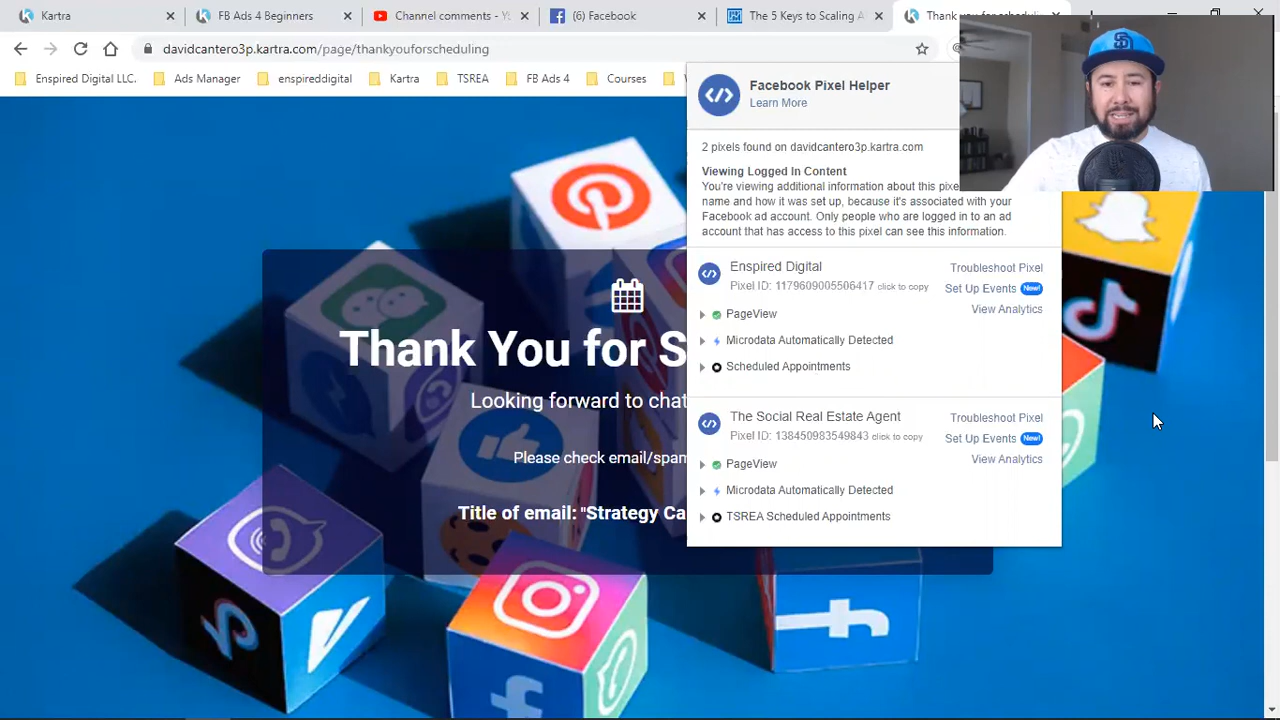 Kartra
FB Ads 4 Beginners
Channel comments - Y
(6) Facebook
The 5 Keys to Scaling A
Thank you for scheduling
davidcantero3p.kartra.com/page/thankyouforscheduling
Enspired Digital LLC.
Ads Manager
enspireddigital
Kartra
TSREA
FB Ads 4
Courses
Facebook Pixel Helper
Learn More
2 pixels found on davidcantero3p.kartra.com
Viewing Logged In Content
You're viewing additional information about this pixe
name and how it was set up, because it's associated with your
Facebook ad account. Only people who are logged in to an ad
account that has access to this pixel can see this information.
Enspired Digital
Troubleshoot Pixel
Pixel ID: 1179609005506417 click to copy
Set Up Events New!
View Analytics
PageView
Microdata Automatically Detected
Scheduled Appointments
The Social Real Estate Agent
Troubleshoot Pixel
Pixel ID: 138450983549843 click to copy
Set Up Events New!
View Analytics
PageView
Microdata Automatically Detected
TSREA Scheduled Appointments
Thank You for S
Looking forward to chat
Please check email/spam
Title of email: "Strategy Ca